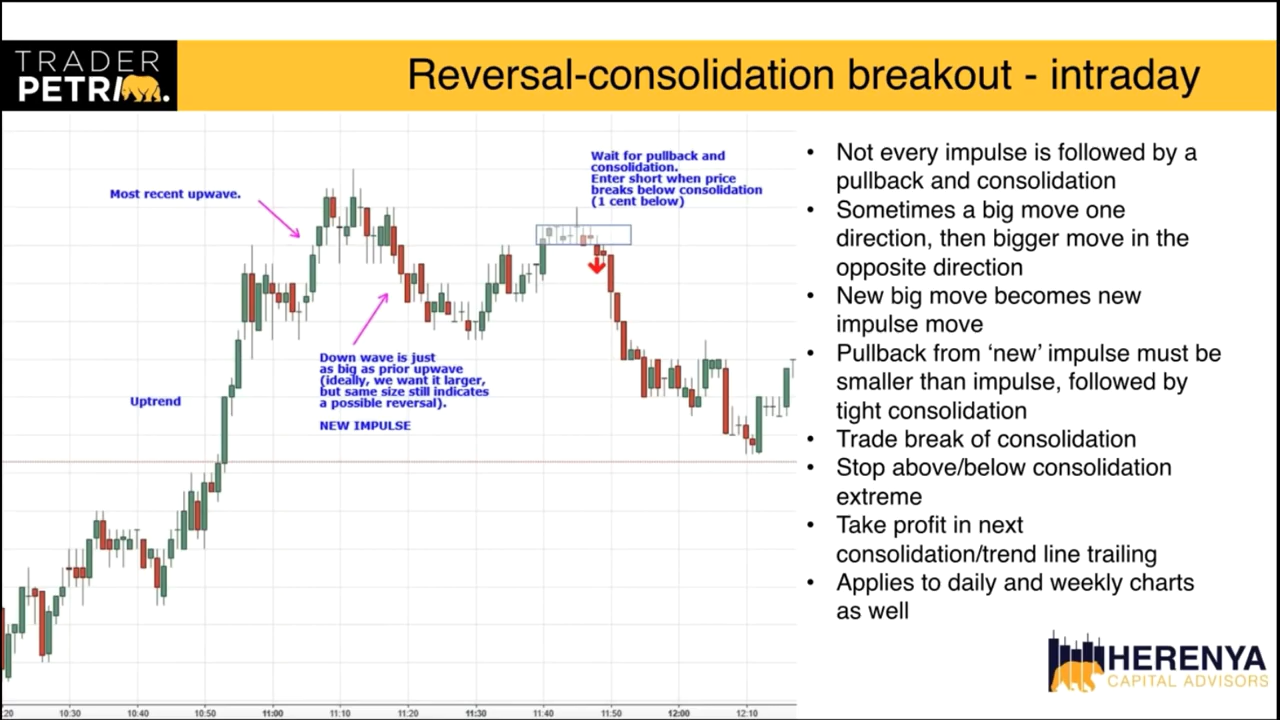 TRADER
PETRI.
Reversal-consolidation breakout - intraday
Most recent upwave.
Wait for pullback and
consolidation.
Enter short when price
breaks below consolidation
(1 cent below)
Down wave is just
as big as prior upwave
(ideally, we want it larger,
but same size still indicates
a possible reversal).
NEW IMPULSE
Uptrend
• Not every impulse is followed by a
pullback and consolidation
• Sometimes a big move one
direction, then bigger move in the
opposite direction
• New big move becomes new
impulse move
• Pullback from ‘new’ impulse must be
smaller than impulse, followed by
tight consolidation
• Trade break of consolidation
• Stop above/below consolidation
extreme
• Take profit in next
consolidation/trend line trailing
• Applies to daily and weekly charts
as well
HERENYA
CAPITAL ADVISORS
:20 10:30 10:40 10:50 11:00 11:10 11:20 11:30 11:40 11:50 12:00 12:10